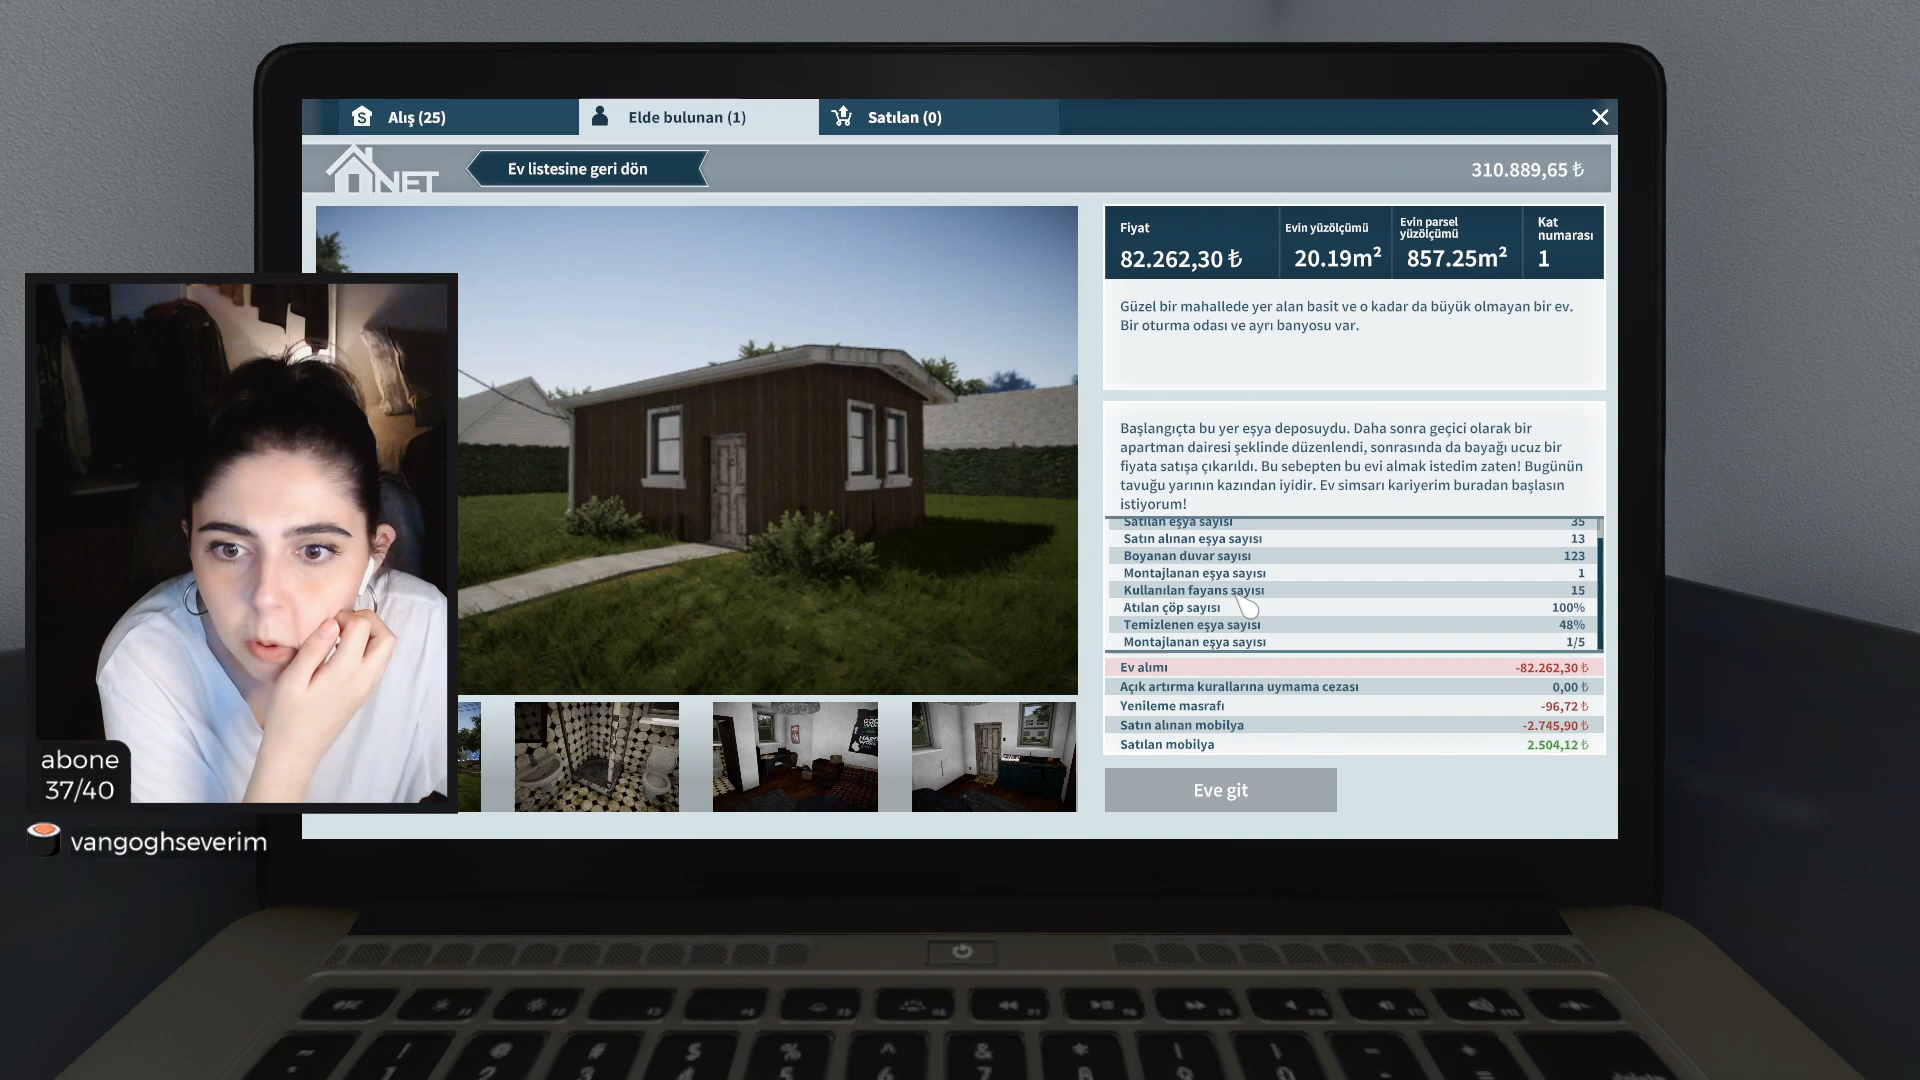 Alış (25)
Elde bulunan (1)
Satılan (0)
NET
Ev listesine geri dön
310.889,65 ₺
Fiyat
82.262,30 ₺
Evin yüzölçümü
20.19m²
Evin parsel
yüzölçümü
857.25m²
Kat
numarası
1
Güzel bir mahallede yer alan basit ve o kadar da büyük olmayan bir ev.
Bir oturma odası ve ayrı banyosu var.
Başlangıçta bu yer eşya deposuydu. Daha sonra geçici olarak bir
apartman dairesi şeklinde düzenlendi, sonrasında da bayağı ucuz bir
fiyata satışa çıkarıldı. Bu sebepten bu evi almak istedim zaten! Bugünün
tavuğu yarının kazından iyidir. Ev simsarı kariyerim buradan başlasın
istiyorum!
Satılan eşya sayısı 35
Satın alınan eşya sayısı 13
Boyanan duvar sayısı 123
Montajlanan eşya sayısı 1
Kullanılan fayans sayısı 15
Atılan çöp sayısı 100%
Temizlenen eşya sayısı 48%
Montajlanan eşya sayısı 1/5
Ev alımı -82.262,30 ₺
Açık artırma kurallarına uymama cezası 0,00 ₺
Yenileme masrafı -96,72 ₺
Satın alınan mobilya -2.745,90 ₺
Satılan mobilya 2.504,12 ₺
Eve git
abone
37/40
vangoghseverim
esc